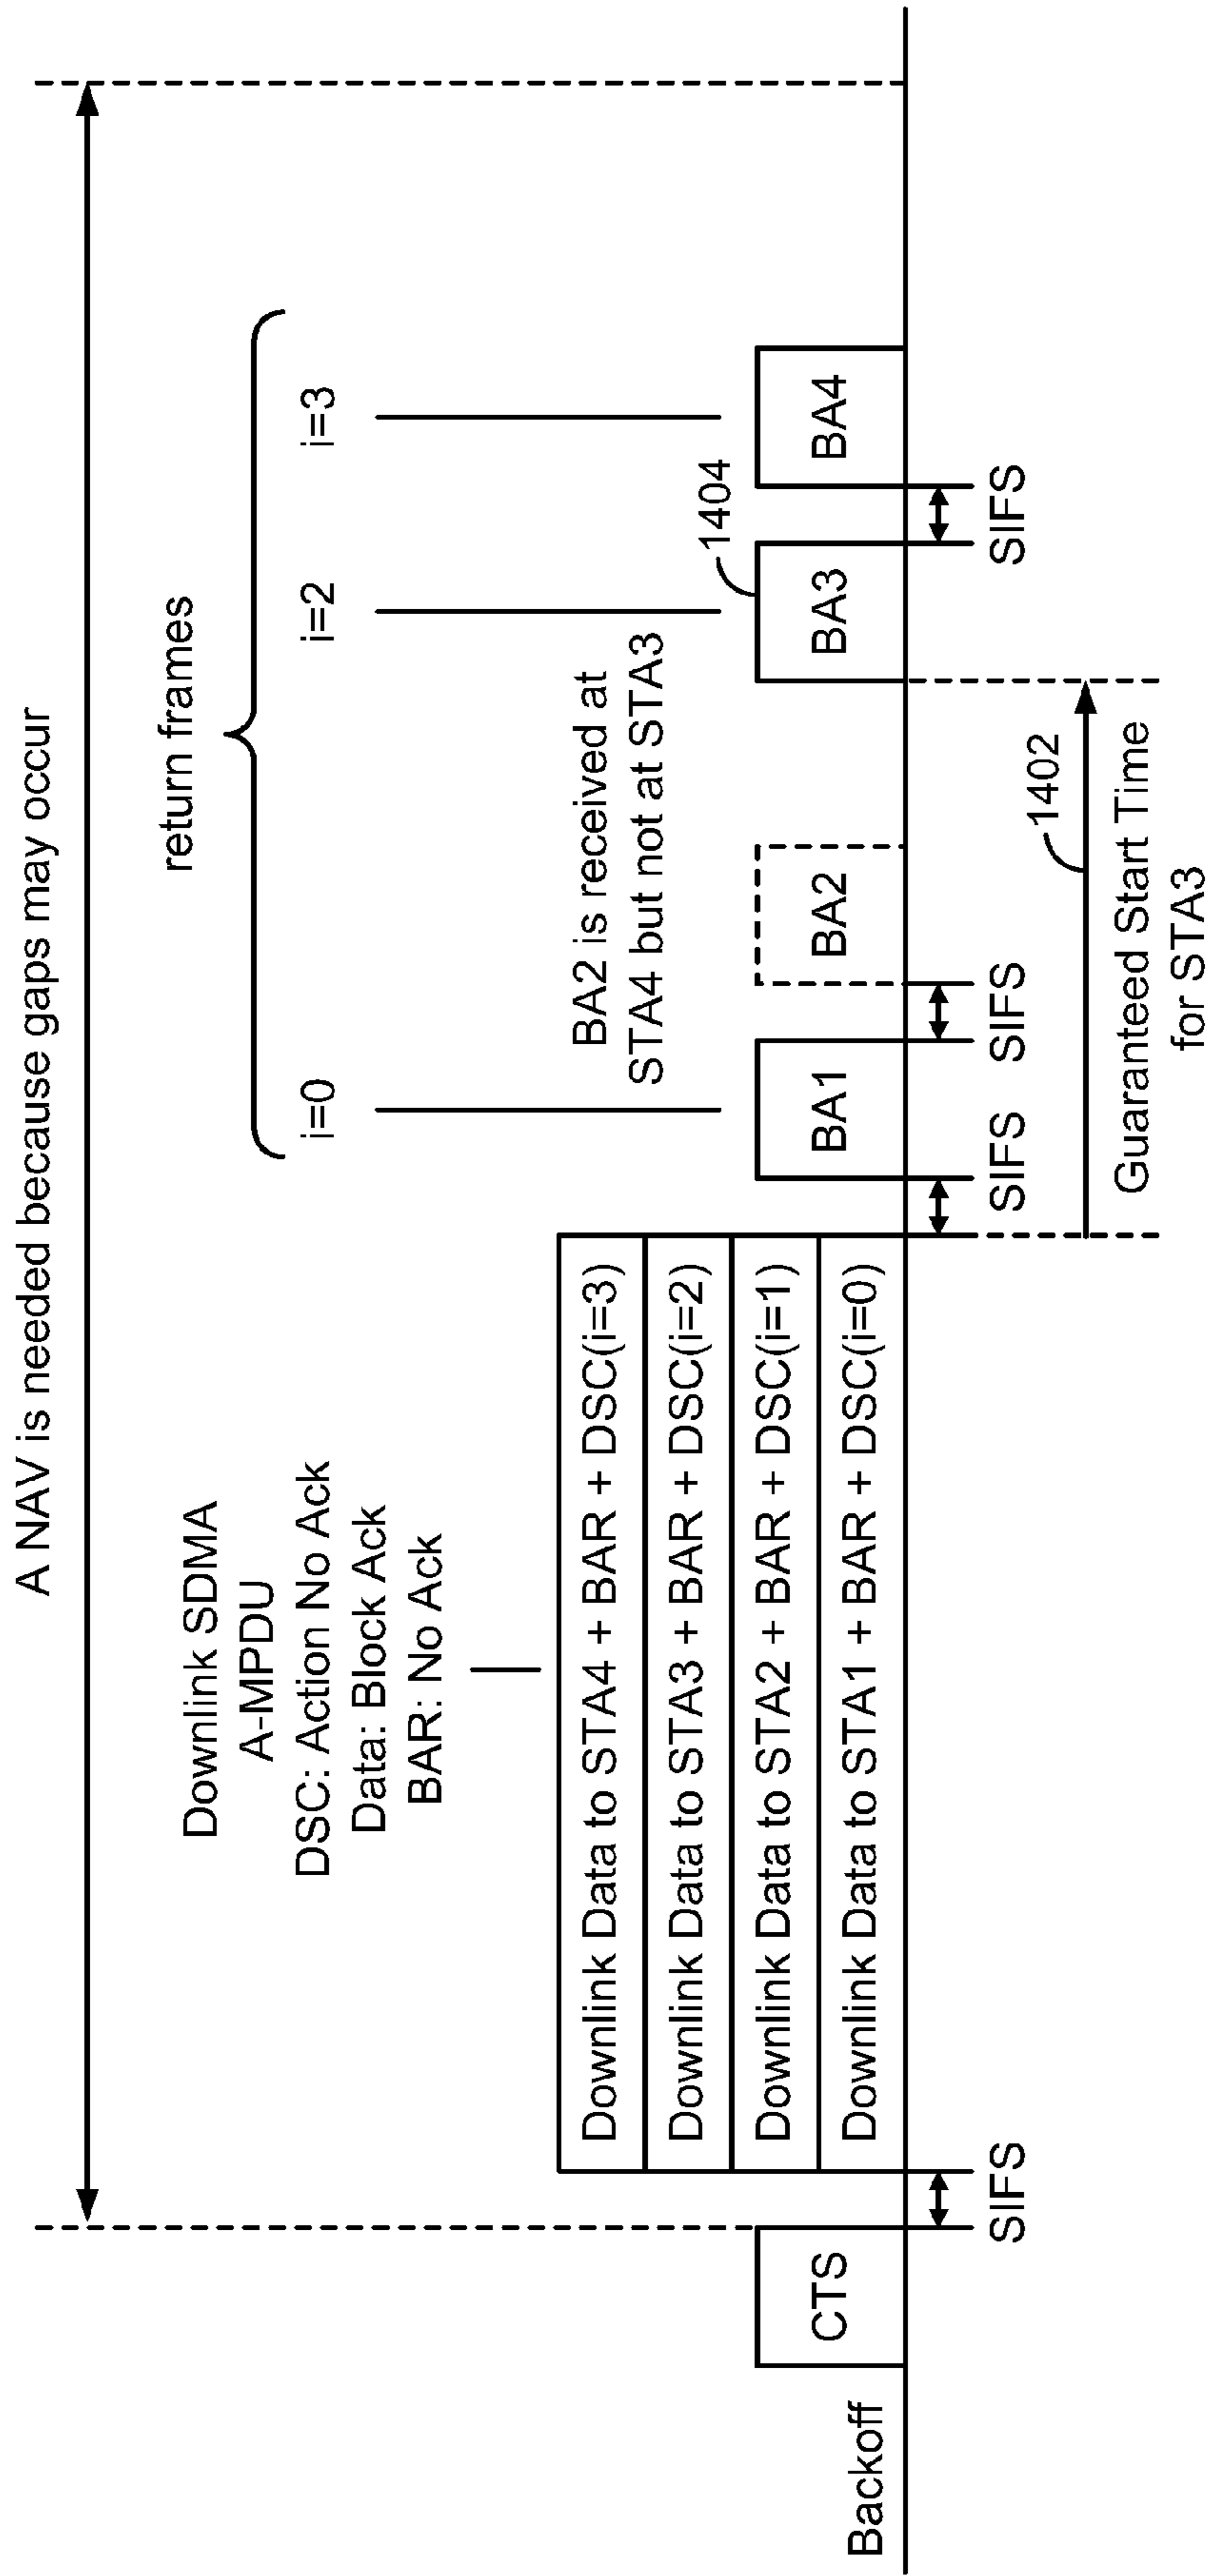 A NAV is needed because gaps may occur
return frames
i=0
i=2
i=3
Downlink SDMA
A-MPDU
DSC: Action No Ack
Data: Block Ack
BAR: No Ack
BA2 is received at
STA4 but not at STA3
1404
Downlink Data to STA4 + BAR + DSC(i=3)
Downlink Data to STA3 + BAR + DSC(i=2)
Downlink Data to STA2 + BAR + DSC(i=1)
Downlink Data to STA1 + BAR + DSC(i=0)
Backoff
CTS
BA1
BA2
BA3
BA4
SIFS
SIFS
SIFS
SIFS
1402
Guaranteed Start Time
for STA3